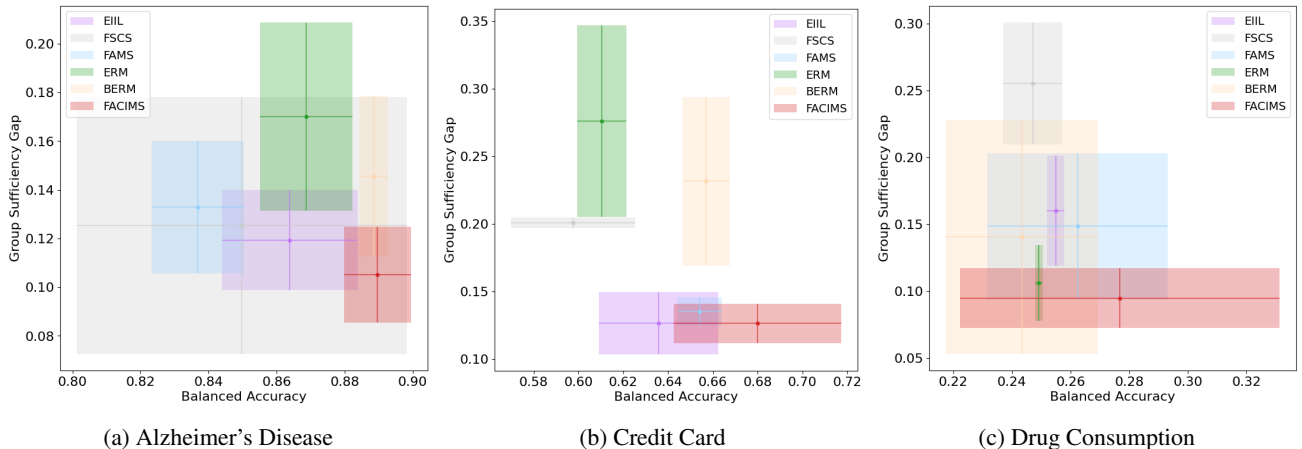 EIIL
FSCS
FAMS
ERM
BERM
FACIMS
Group Sufficiency Gap
0.20
0.18
0.16
0.14
0.12
0.10
0.08
0.80 0.82 0.84 0.86 0.88 0.90
Balanced Accuracy
(a) Alzheimer's Disease
EIIL
FSCS
FAMS
ERM
BERM
FACIMS
Group Sufficiency Gap
0.35
0.30
0.25
0.20
0.15
0.10
0.58 0.60 0.62 0.64 0.66 0.68 0.70 0.72
Balanced Accuracy
(b) Credit Card
EIIL
FSCS
FAMS
ERM
BERM
FACIMS
Group Sufficiency Gap
0.30
0.25
0.20
0.15
0.10
0.05
0.22 0.24 0.26 0.28 0.30 0.32
Balanced Accuracy
(c) Drug Consumption